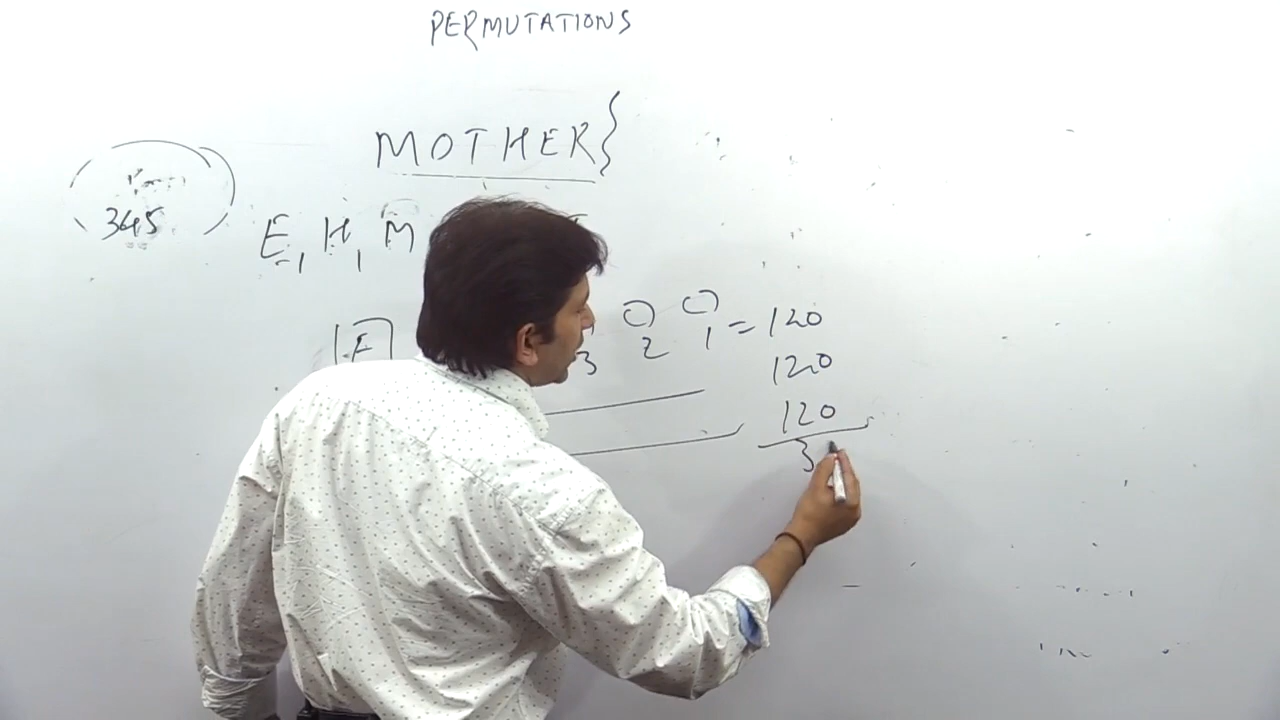 PERMUTATIONS
MOTHER}
345
E, H, M
E 3 2 1 = 120
120
120
3